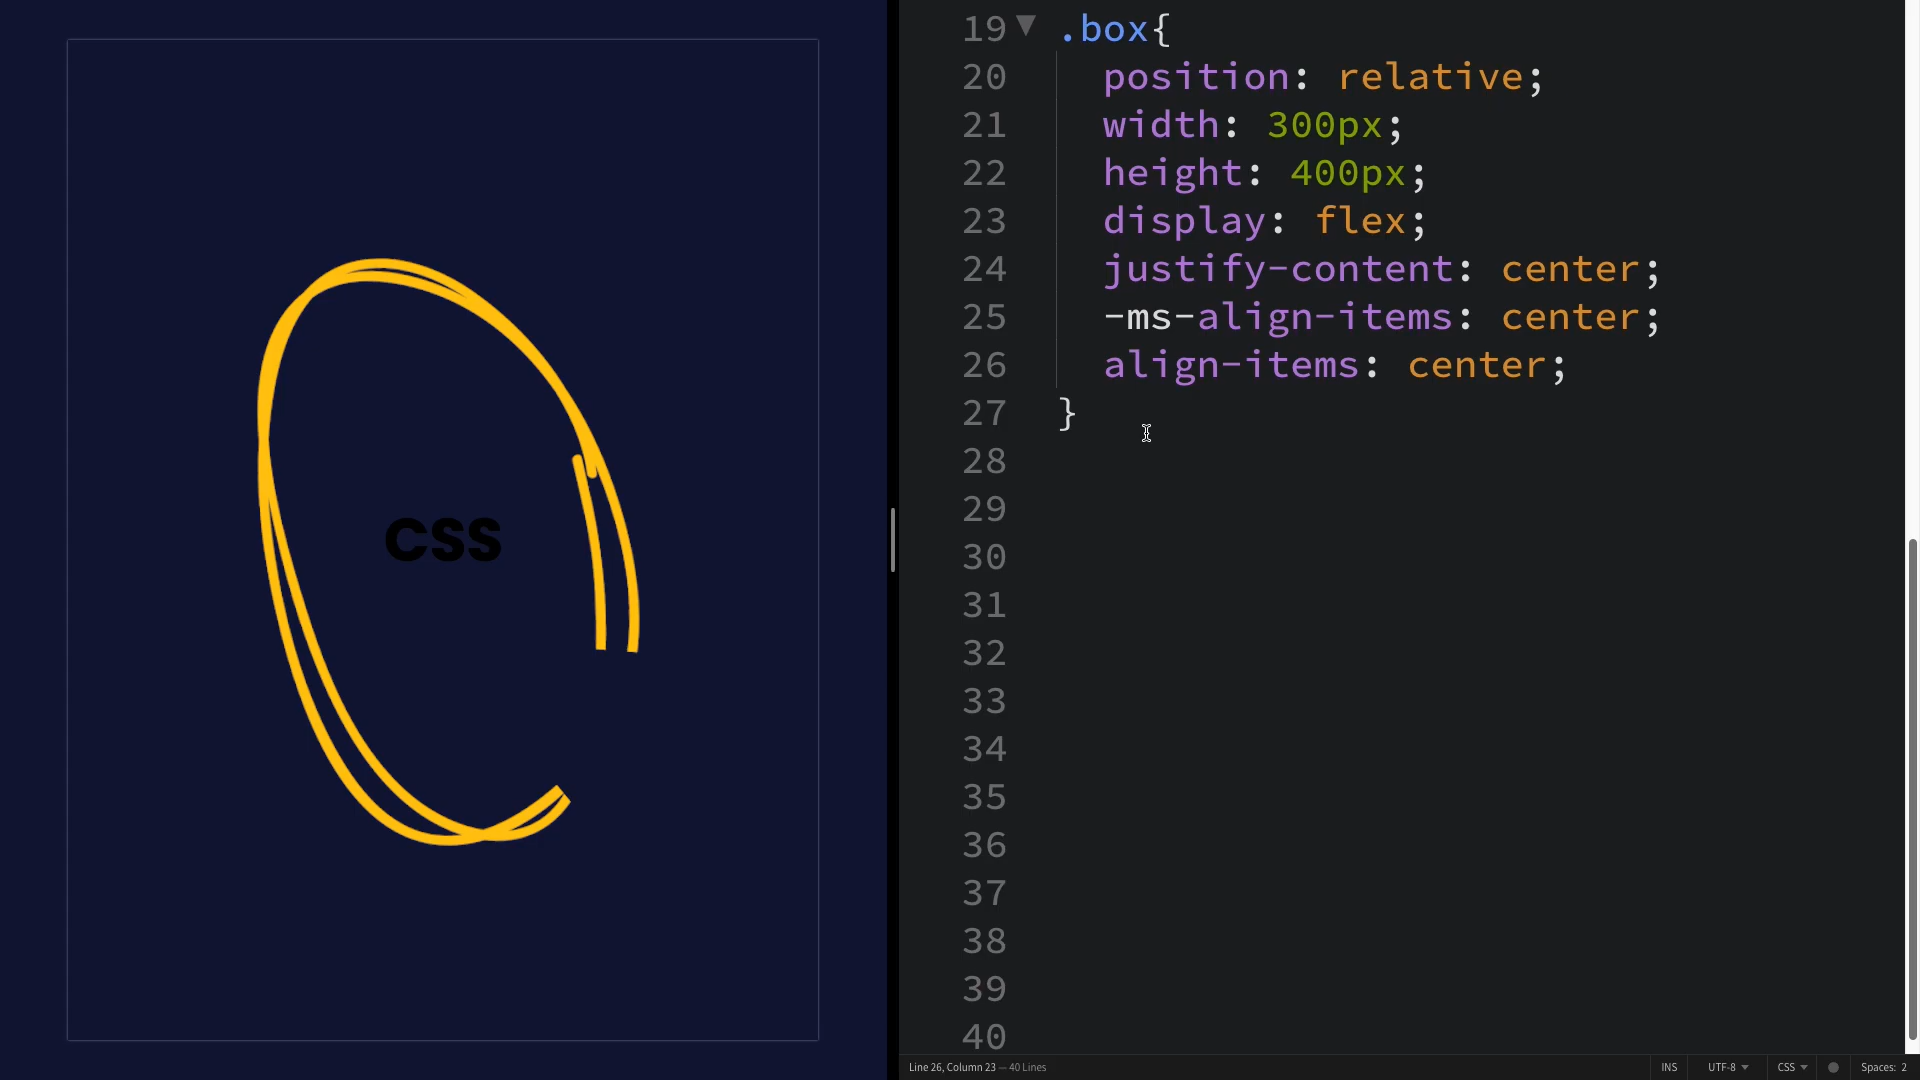 CSS
19 .box{
20 position: relative;
21 width: 300px;
22 height: 400px;
23 display: flex;
24 justify-content: center;
25 -ms-align-items: center;
26 align-items: center;
27 }
28
29
30
31
32
33
34
35
36
37
38
39
40
Line 26, Column 23 — 40 Lines INS UTF-8 CSS Spaces: 2